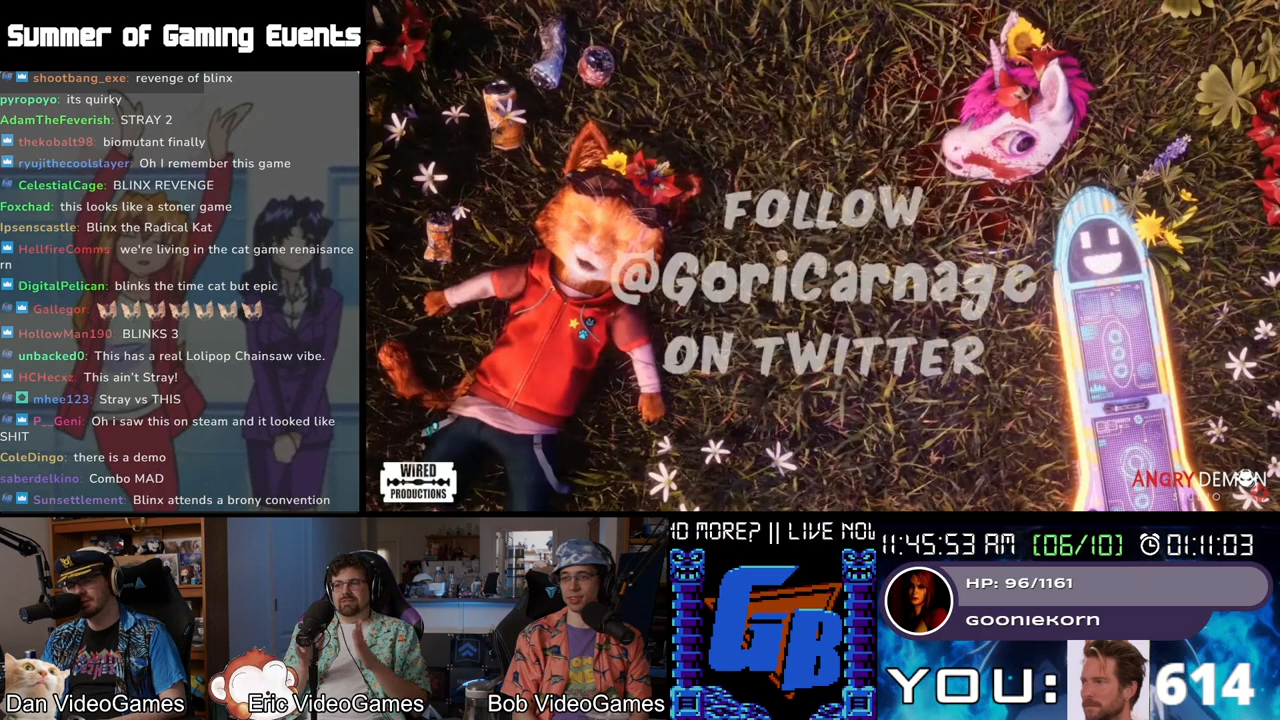 Summer of Gaming Events
shootbang_exe: revenge of blinx
pyropoyo: its quirky
AdamTheFeverish: STRAY 2
thekobalt98: biomutant finally
ryujithecoolslayer: Oh I remember this game
CelestialCage: BLINX REVENGE
Foxchad: this looks like a stoner game
Ipsenscastle: Blinx the Radical Kat
HellfireComms: we're living in the cat game renaisance
rn
DigitalPelican: blinks the time cat but epic
Gallegor:
HollowMan190: BLINKS 3
unbacked0: This has a real Lolipop Chainsaw vibe.
HCHecxz: This ain't Stray!
mhee123: Stray vs THIS
P__Geni: Oh i saw this on steam and it looked like
SHIT
ColeDingo: there is a demo
saberdelkino: Combo MAD
Sunsettlement: Blinx attends a brony convention
FOLLOW
@GoriCarnage
ON TWITTER
WIRED
PRODUCTIONS
ANGRY DEMON
STUDIO
Dan VideoGames
Eric VideoGames
Bob VideoGames
MORE? || LIVE
GB
11:45:53 AM [06/10] 01:11:03
HP: 96/1161
GOONIEKORN
YOU: 614